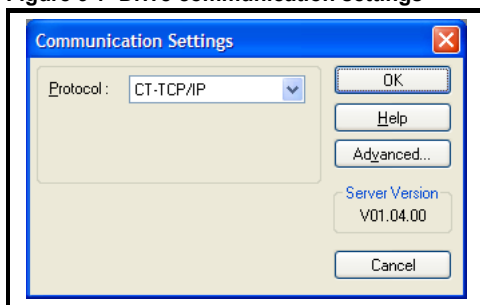 Communication Settings
Protocol : CT-TCP/IP
OK
Help
Advanced...
Server Version
V01.04.00
Cancel